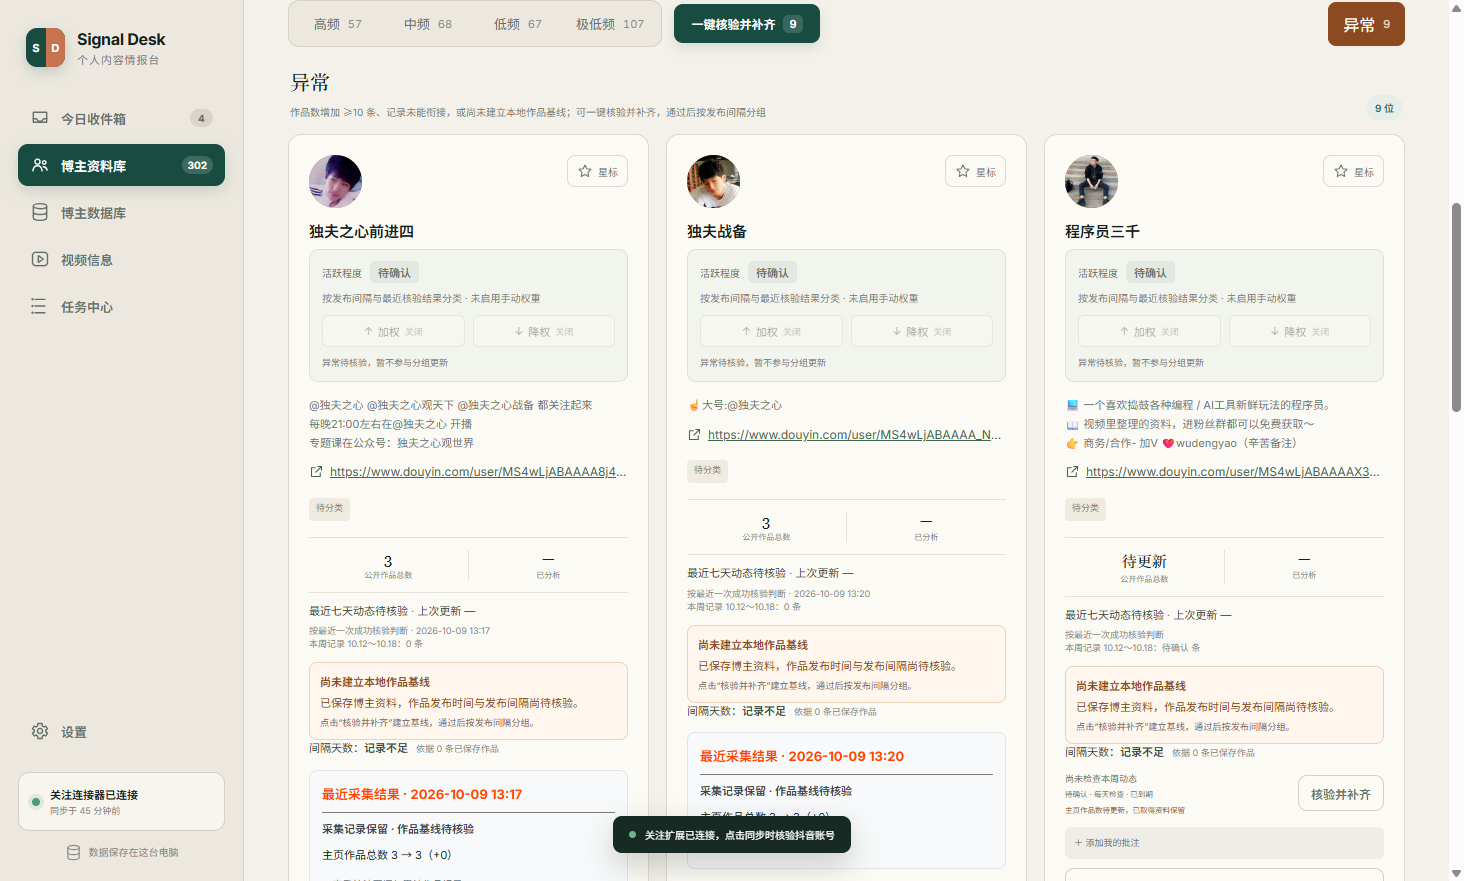 S D
Signal Desk
个人内容情报台
今日收件箱 4
博主资料库 302
博主数据库
视频信息
任务中心
设置
关注连接器已连接
同步于 45 分钟前
数据保存在这台电脑
高频 57 中频 68 低频 67 极低频 107
一键核验并补齐 9
异常 9
异常
作品数增加 ≥10 条、记录未能衔接，或尚未建立本地作品基线；可一键核验并补齐，通过后按发布间隔分组
9 位
星标
独夫之心前进四
活跃程度 待确认
按发布间隔与最近核验结果分类 · 未启用手动权重
↑ 加权 关闭 ↓ 降权 关闭
异常待核验，暂不参与分组更新
@独夫之心 @独夫之心观天下 @独夫之心战备 都关注起来
每晚21:00左右在@独夫之心 开播
专题课在公众号：独夫之心观世界
https://www.douyin.com/user/MS4wLjABAAAA8j4...
待分类
3
公开作品总数
—
已分析
最近七天动态待核验 · 上次更新 —
按最近一次成功核验判断 · 2026-10-09 13:17
本周记录 10.12～10.18：0 条
尚未建立本地作品基线
已保存博主资料，作品发布时间与发布间隔尚待核验。
点击“核验并补齐”建立基线，通过后按发布间隔分组。
间隔天数：记录不足 依据 0 条已保存作品
最近采集结果 · 2026-10-09 13:17
采集记录保留 · 作品基线待核验
主页作品总数 3 → 3（+0）
星标
独夫战备
活跃程度 待确认
按发布间隔与最近核验结果分类 · 未启用手动权重
↑ 加权 关闭 ↓ 降权 关闭
异常待核验，暂不参与分组更新
☝大号:@独夫之心
https://www.douyin.com/user/MS4wLjABAAAA_N...
待分类
3
公开作品总数
—
已分析
最近七天动态待核验 · 上次更新 —
按最近一次成功核验判断 · 2026-10-09 13:20
本周记录 10.12～10.18：0 条
尚未建立本地作品基线
已保存博主资料，作品发布时间与发布间隔尚待核验。
点击“核验并补齐”建立基线，通过后按发布间隔分组。
间隔天数：记录不足 依据 0 条已保存作品
最近采集结果 · 2026-10-09 13:20
采集记录保留 · 作品基线待核验
主页作品总数 3 → 3（+0）
关注扩展已连接，点击同步时核验抖音账号
星标
程序员三千
活跃程度 待确认
按发布间隔与最近核验结果分类 · 未启用手动权重
↑ 加权 关闭 ↓ 降权 关闭
异常待核验，暂不参与分组更新
💻 一个喜欢捣鼓各种编程 / AI工具新鲜玩法的程序员。
📖 视频里整理的资料，进粉丝群都可以免费获取～
👉 商务/合作- 加V ❤wudengyao（辛苦备注）
https://www.douyin.com/user/MS4wLjABAAAAX3...
待分类
待更新
公开作品总数
—
已分析
最近七天动态待核验 · 上次更新 —
按最近一次成功核验判断
本周记录 10.12～10.18：待确认 条
尚未建立本地作品基线
已保存博主资料，作品发布时间与发布间隔尚待核验。
点击“核验并补齐”建立基线，通过后按发布间隔分组。
间隔天数：记录不足 依据 0 条已保存作品
尚未检查本周动态
待确认 · 每天检查 · 已到期
主页作品数待更新，已取得资料保留
核验并补齐
+ 添加我的批注